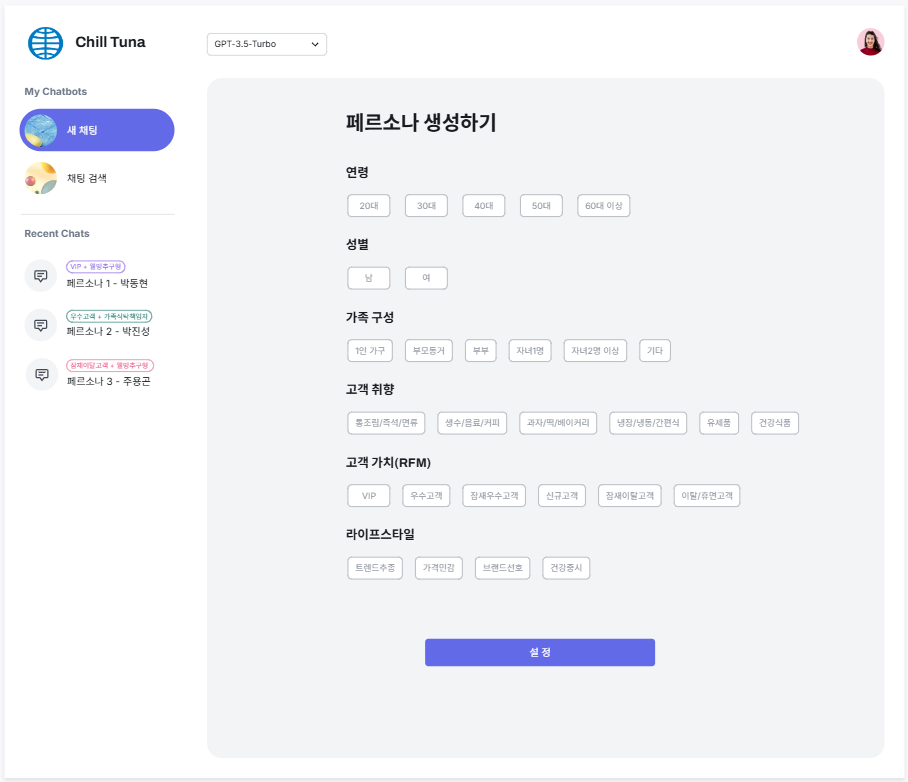 Chill Tuna
GPT-3.5-Turbo
My Chatbots
새 채팅
채팅 검색
Recent Chats
VIP + 웰빙추구형
페르소나 1 - 박동현
우수고객 + 가족식탁책임자
페르소나 2 - 박진성
잠재이탈고객 + 웰빙추구형
페르소나 3 - 주용곤
페르소나 생성하기
연령
20대 30대 40대 50대 60대 이상
성별
남 여
가족 구성
1인 가구 부모동거 부부 자녀1명 자녀2명 이상 기타
고객 취향
통조림/즉석/면류 생수/음료/커피 과자/떡/베이커리 냉장/냉동/간편식 유제품 건강식품
고객 가치(RFM)
VIP 우수고객 잠재우수고객 신규고객 잠재이탈고객 이탈/휴면고객
라이프스타일
트렌드추종 가격민감 브랜드선호 건강중시
설 정